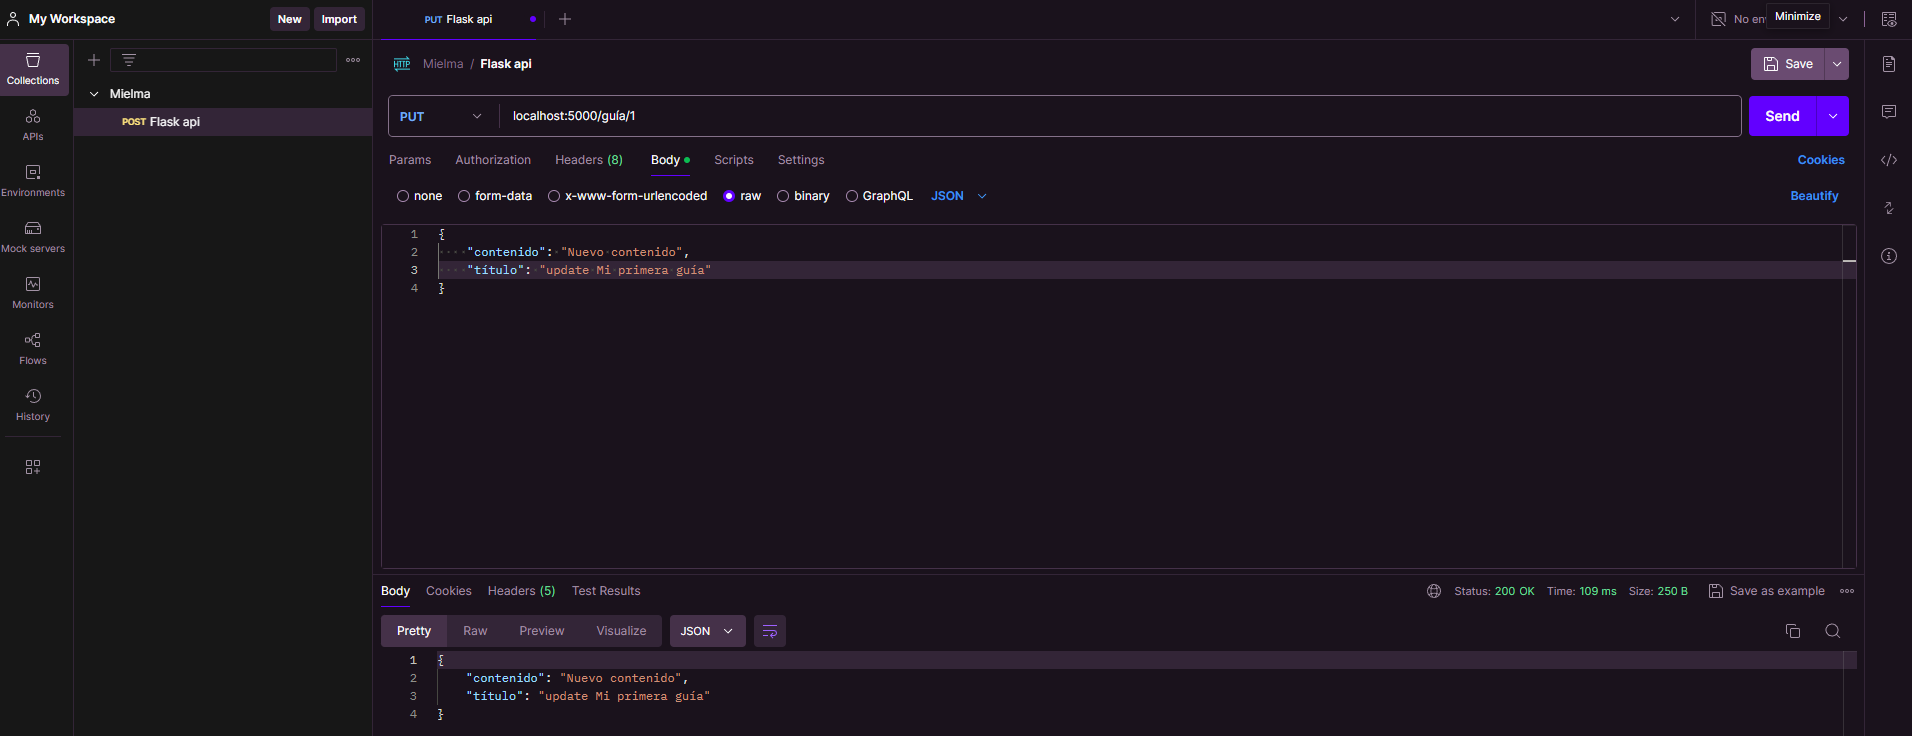 My Workspace
New
Import
PUT Flask api
No en
Minimize
Collections
APIs
Environments
Mock servers
Monitors
Flows
History
Mielma
POST Flask api
HTTP
Mielma / Flask api
Save
PUT
localhost:5000/guía/1
Send
Params Authorization Headers (8) Body Scripts Settings
Cookies
none form-data x-www-form-urlencoded raw binary GraphQL JSON
Beautify
1 {
2 "contenido": "Nuevo contenido",
3 "título": "update Mi primera guía"
4 }
Body Cookies Headers (5) Test Results
Status: 200 OK Time: 109 ms Size: 250 B Save as example
Pretty Raw Preview Visualize JSON
1 {
2 "contenido": "Nuevo contenido",
3 "título": "update Mi primera guía"
4 }